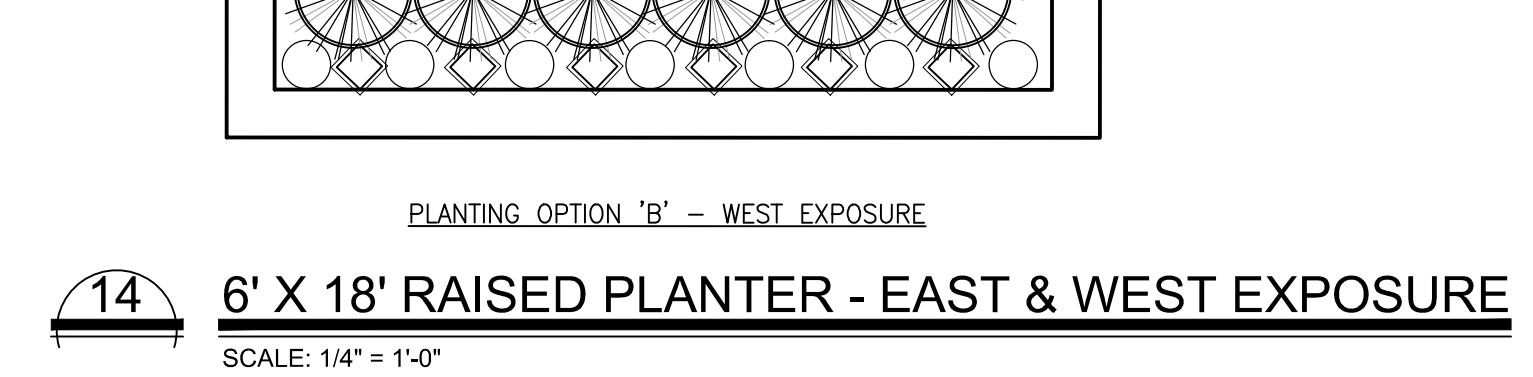 PLANTING OPTION 'B' – WEST EXPOSURE
14
6' X 18' RAISED PLANTER - EAST & WEST EXPOSURE
SCALE: 1/4" = 1'-0"